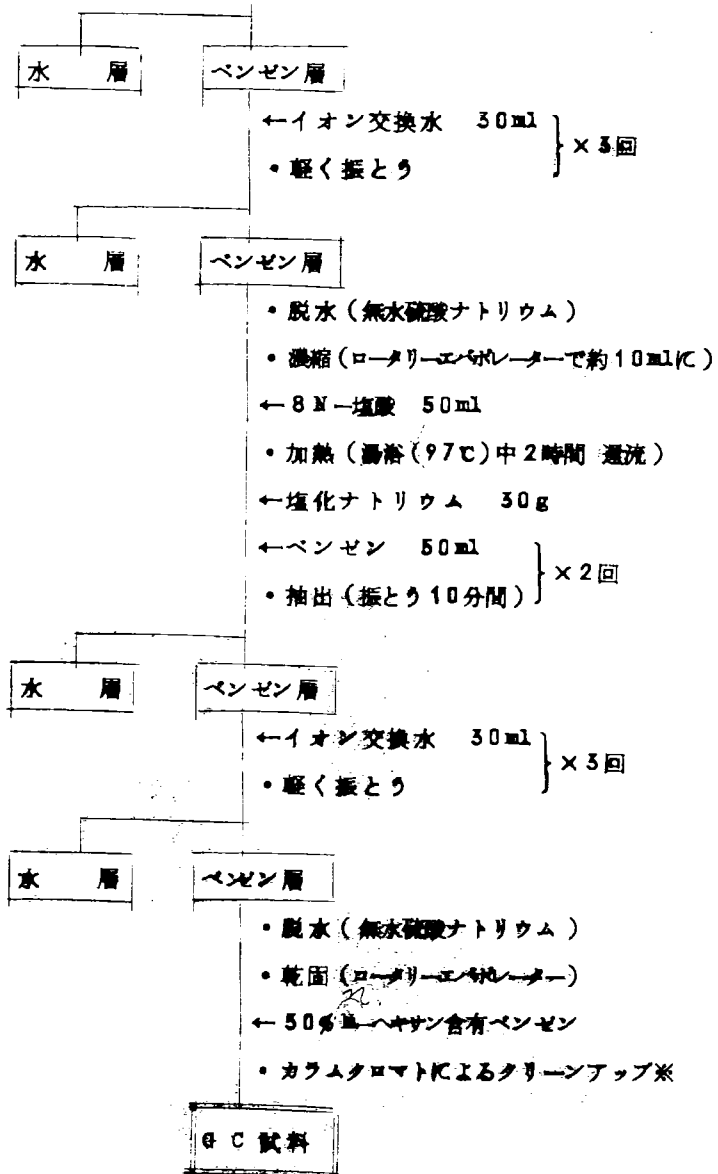 水 層 ベンゼン層
←イオン交換水 30ml
• 軽く振とう
} × 3回
水 層 ベンゼン層
• 脱水(無水硫酸ナトリウム)
• 濃縮(ロータリーエバポレーターで約10mlに)
←8N-塩酸 50ml
• 加熱(湯浴(97℃)中2時間 還流)
←塩化ナトリウム 30g
←ベンゼン 50ml
• 抽出(振とう10分間)
} × 2回
水 層 ベンゼン層
←イオン交換水 30ml
• 軽く振とう
} × 3回
水 層 ベンゼン層
• 脱水(無水硫酸ナトリウム)
• 乾固(ロータリーエバポレーター)
←50% n-ヘキサン含有ベンゼン
• カラムクロマトによるクリーンアップ※
GC試料